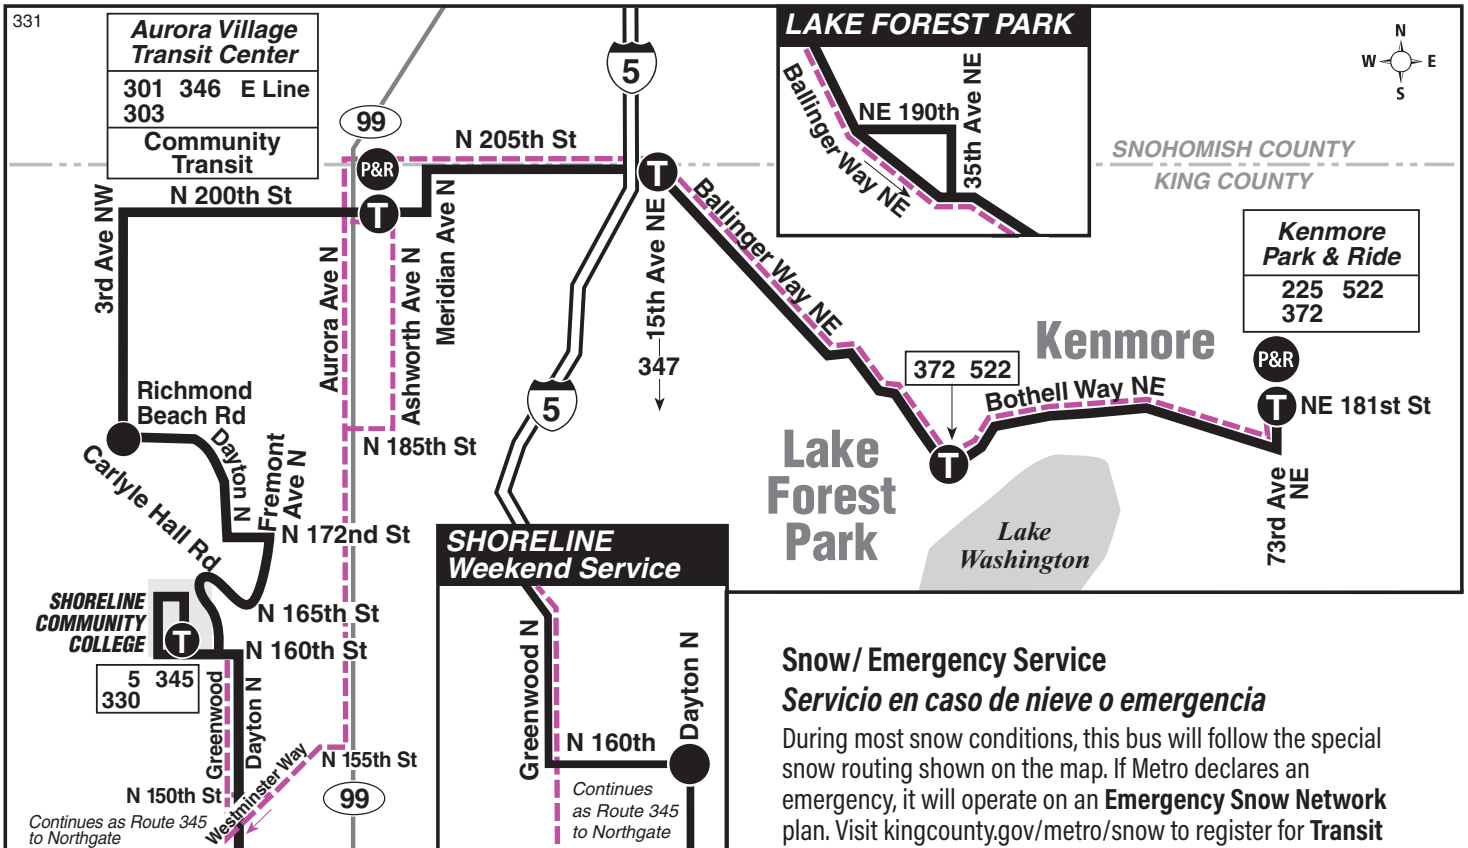 331
Aurora Village
Transit Center
301 346 E Line
303
Community
Transit
99
P&R
N 205th St
5
T
LAKE FOREST PARK
Ballinger Way NE
NE 190th
35th Ave NE
N
W E
S
SNOHOMISH COUNTY
KING COUNTY
3rd Ave NW
N 200th St
T
Aurora Ave N
Ashworth Ave N
Meridian Ave N
15th Ave NE
347
Ballinger Way NE
Kenmore
Park & Ride
225 522
372
P&R
T
NE 181st St
Kenmore
372 522
Bothell Way NE
T
73rd Ave
NE
Lake
Forest
Park
Lake
Washington
Richmond
Beach Rd
Dayton N
Fremont
Ave N
Carlyle Hall Rd
N 185th St
5
N 172nd St
N 165th St
SHORELINE
COMMUNITY
COLLEGE
T
N 160th St
5 345
330
Greenwood
Dayton N
N 155th St
Westminster Way
N 150th St
99
Continues as Route 345
to Northgate
SHORELINE
Weekend Service
Greenwood N
N 160th
Dayton N
Continues
as Route 345
to Northgate
Snow/ Emergency Service
Servicio en caso de nieve o emergencia
During most snow conditions, this bus will follow the special
snow routing shown on the map. If Metro declares an
emergency, it will operate on an Emergency Snow Network
plan. Visit kingcounty.gov/metro/snow to register for Transit